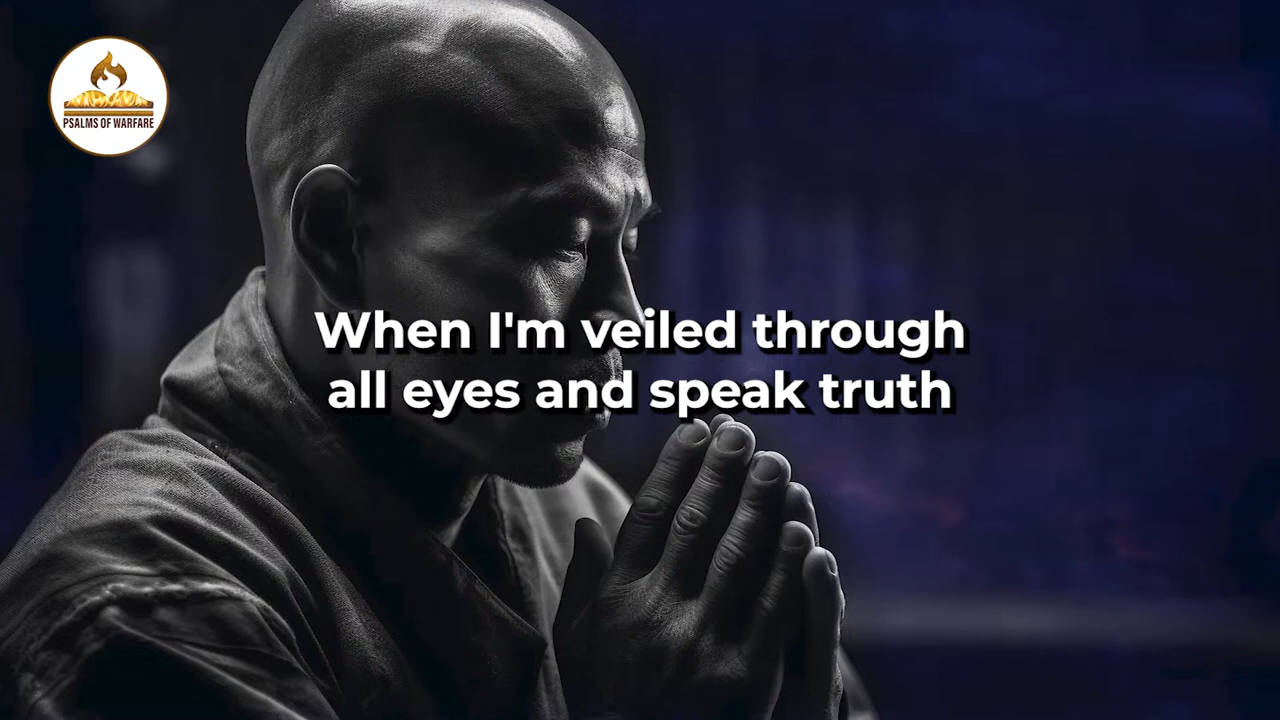 PSALMS OF WARFARE
When I'm veiled through
all eyes and speak truth